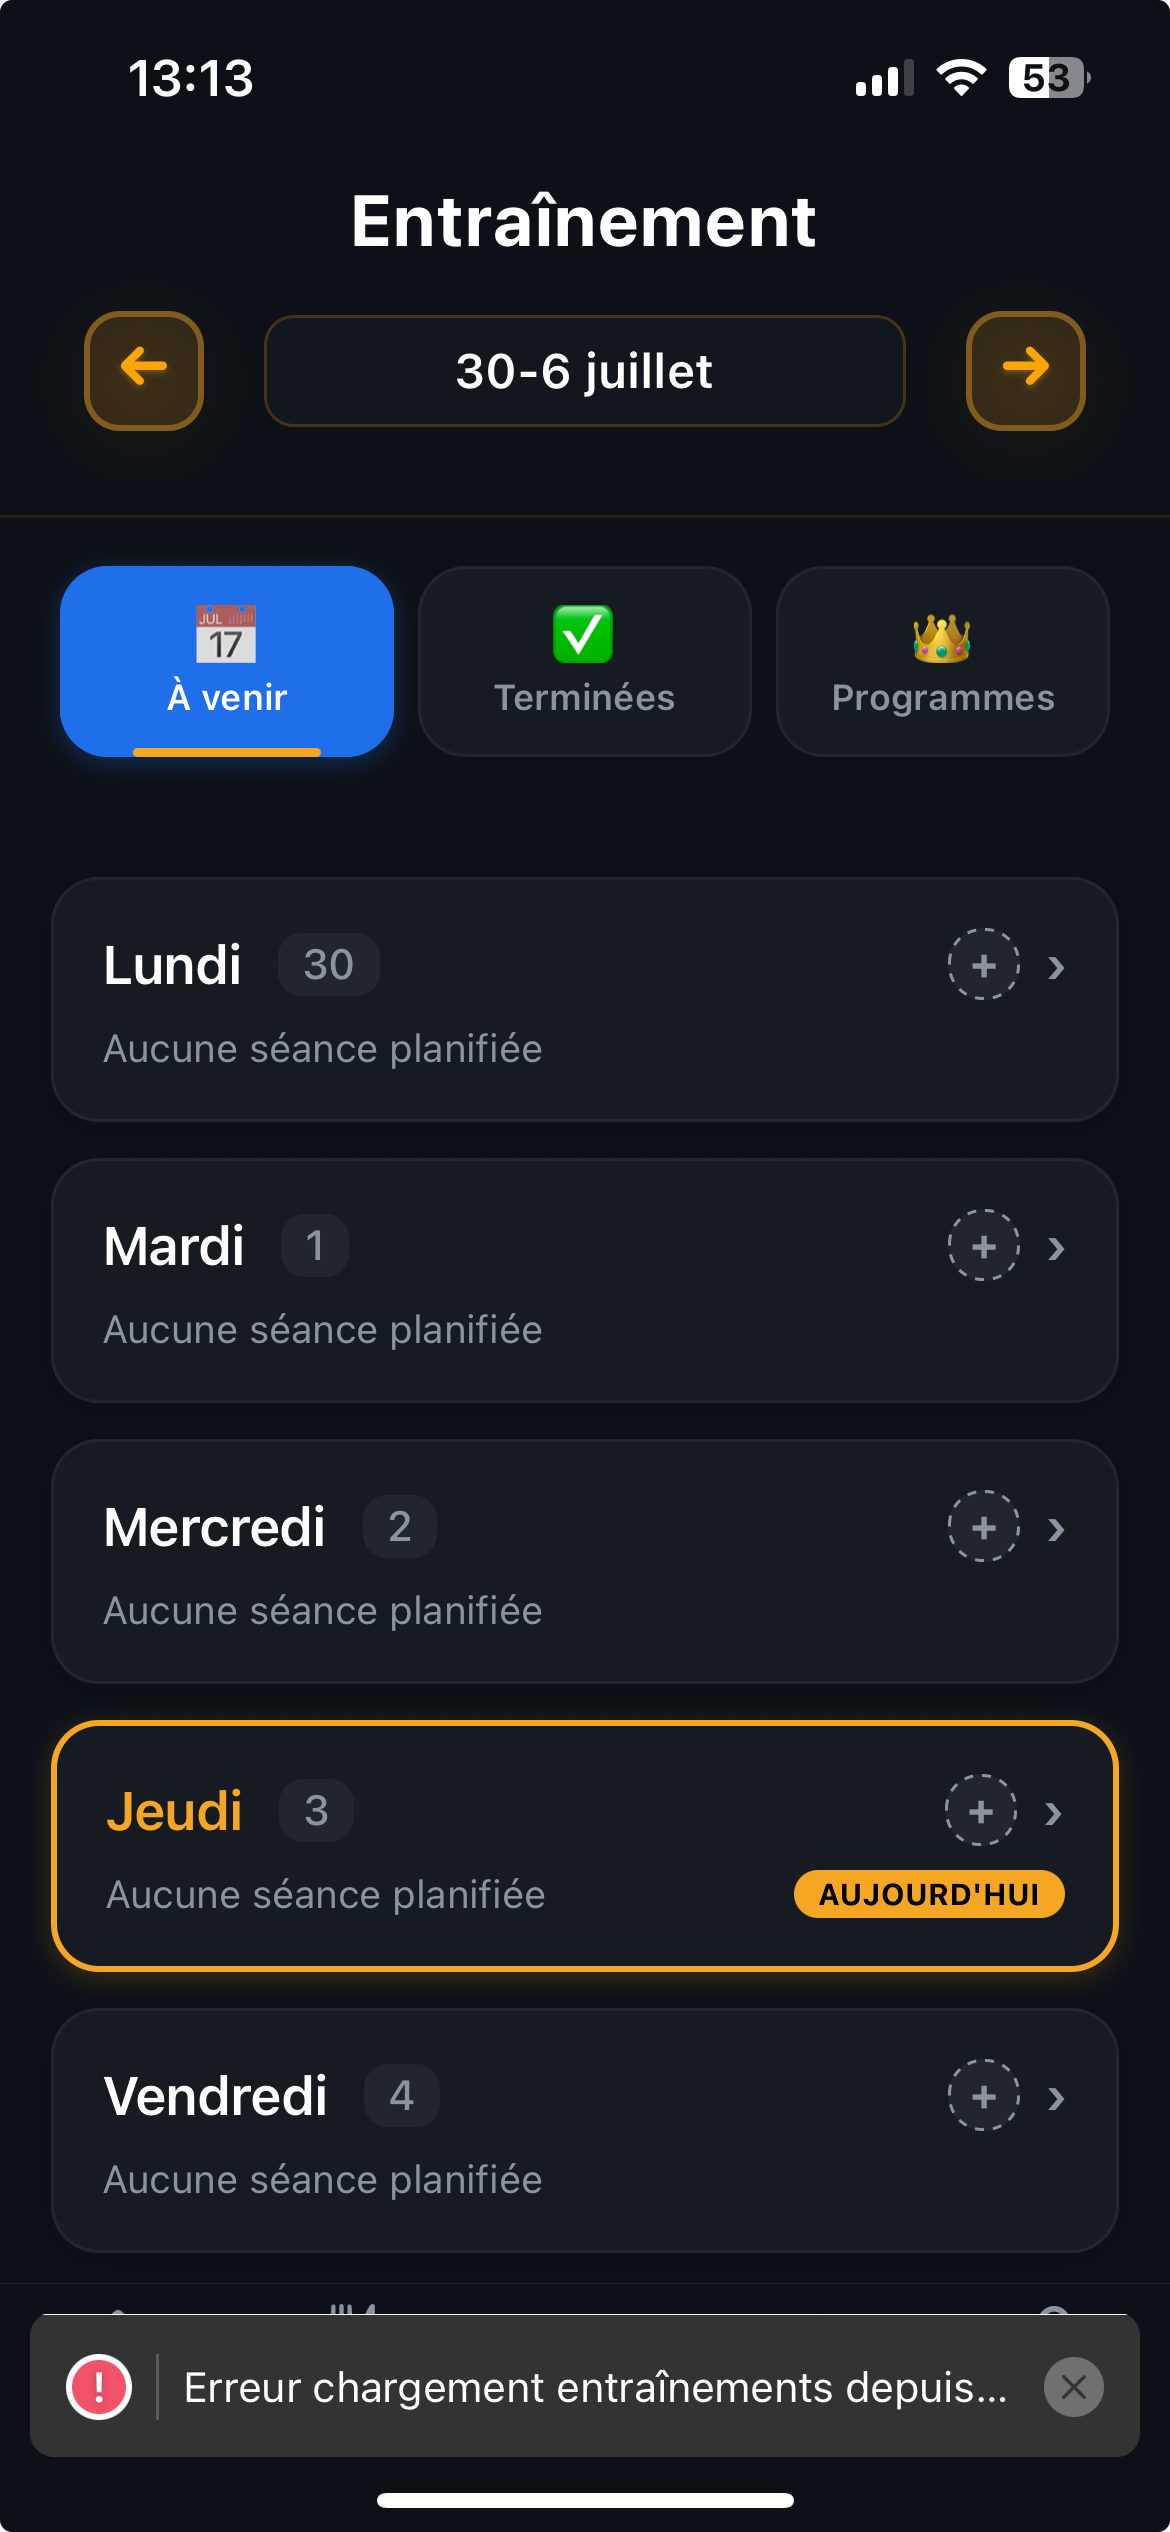 13:13
53
Entraînement
30-6 juillet
JUL
17
À venir
Terminées
Programmes
Lundi 30
+ ›
Aucune séance planifiée
Mardi 1
+ ›
Aucune séance planifiée
Mercredi 2
+ ›
Aucune séance planifiée
Jeudi 3
+ ›
Aucune séance planifiée
AUJOURD'HUI
Vendredi 4
+ ›
Aucune séance planifiée
! Erreur chargement entraînements depuis...